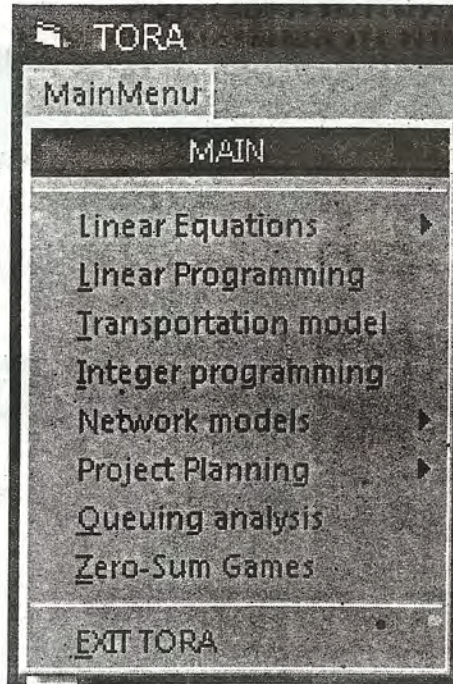 TORA
MainMenu
MAIN
Linear Equations
Linear Programming
Transportation model
Integer programming
Network models
Project Planning
Queuing analysis
Zero-Sum Games
EXIT TORA